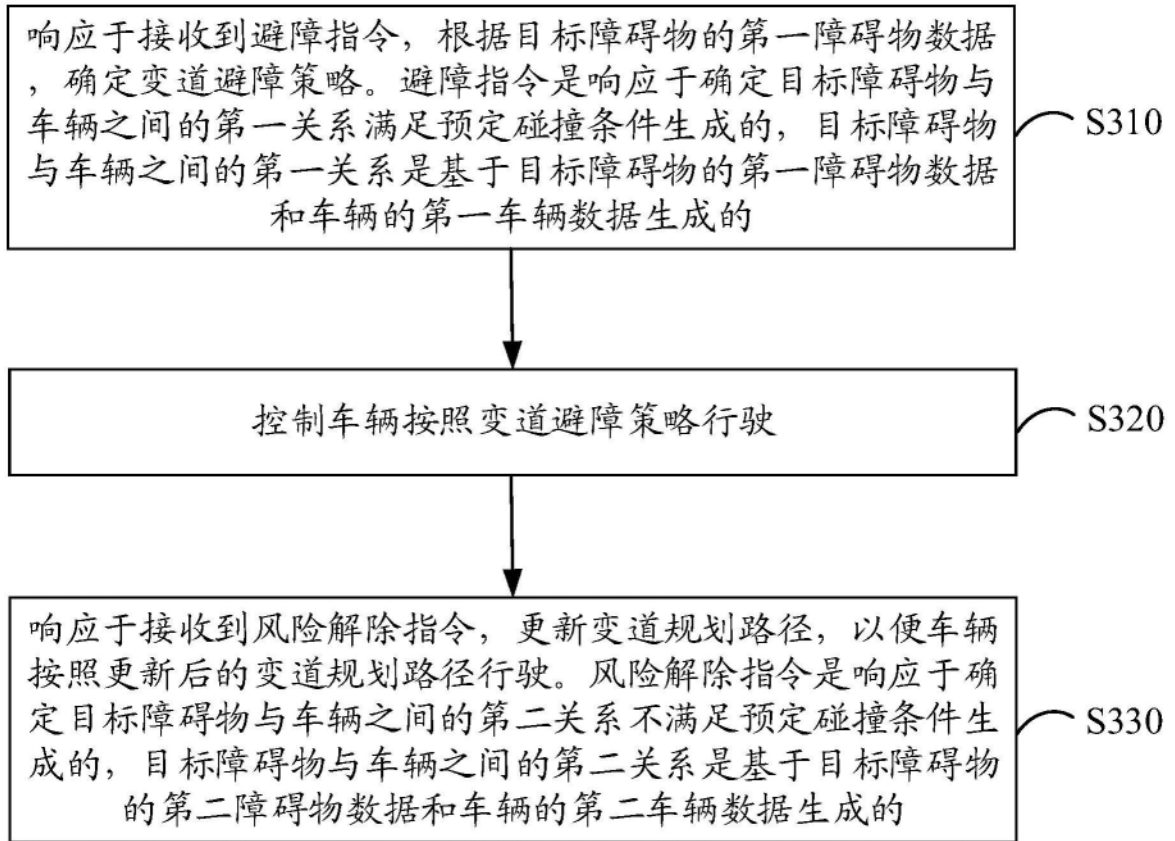 响应于接收到避障指令，根据目标障碍物的第一障碍物数据
，确定变道避障策略。避障指令是响应于确定目标障碍物与
车辆之间的第一关系满足预定碰撞条件生成的，目标障碍物
与车辆之间的第一关系是基于目标障碍物的第一障碍物数据
和车辆的第一车辆数据生成的
S310
控制车辆按照变道避障策略行驶
S320
响应于接收到风险解除指令，更新变道规划路径，以便车辆
按照更新后的变道规划路径行驶。风险解除指令是响应于确
定目标障碍物与车辆之间的第二关系不满足预定碰撞条件生
成的，目标障碍物与车辆之间的第二关系是基于目标障碍物
的第二障碍物数据和车辆的第二车辆数据生成的
S330